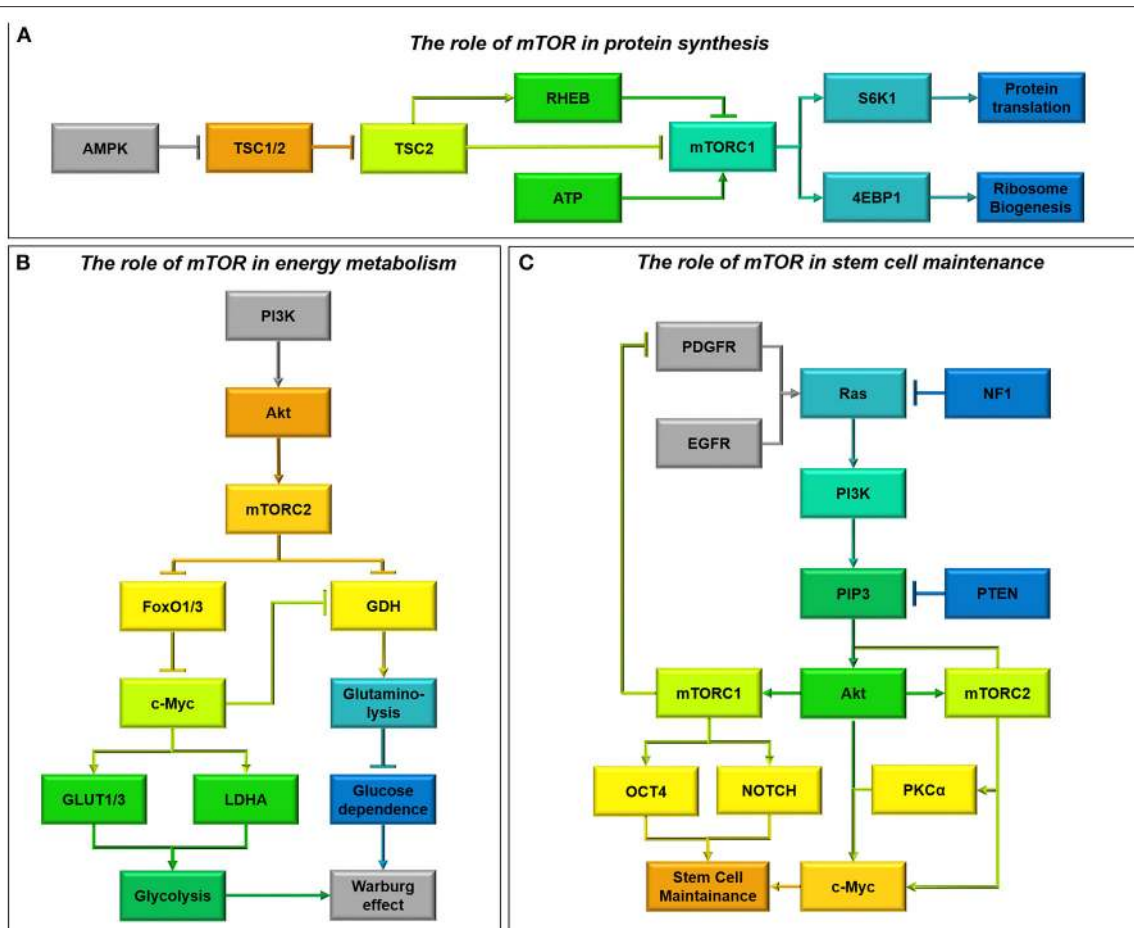 A
The role of mTOR in protein synthesis
RHEB
S6K1
Protein
translation
AMPK
TSC1/2
TSC2
mTORC1
ATP
4EBP1
Ribosome
Biogenesis
B
The role of mTOR in energy metabolism
PI3K
Akt
mTORC2
FoxO1/3
GDH
c-Myc
Glutamino-
lysis
GLUT1/3
LDHA
Glucose
dependence
Glycolysis
Warburg
effect
C
The role of mTOR in stem cell maintenance
PDGFR
Ras
NF1
EGFR
PI3K
PIP3
PTEN
mTORC1
Akt
mTORC2
OCT4
NOTCH
PKCα
Stem Cell
Maintainance
c-Myc